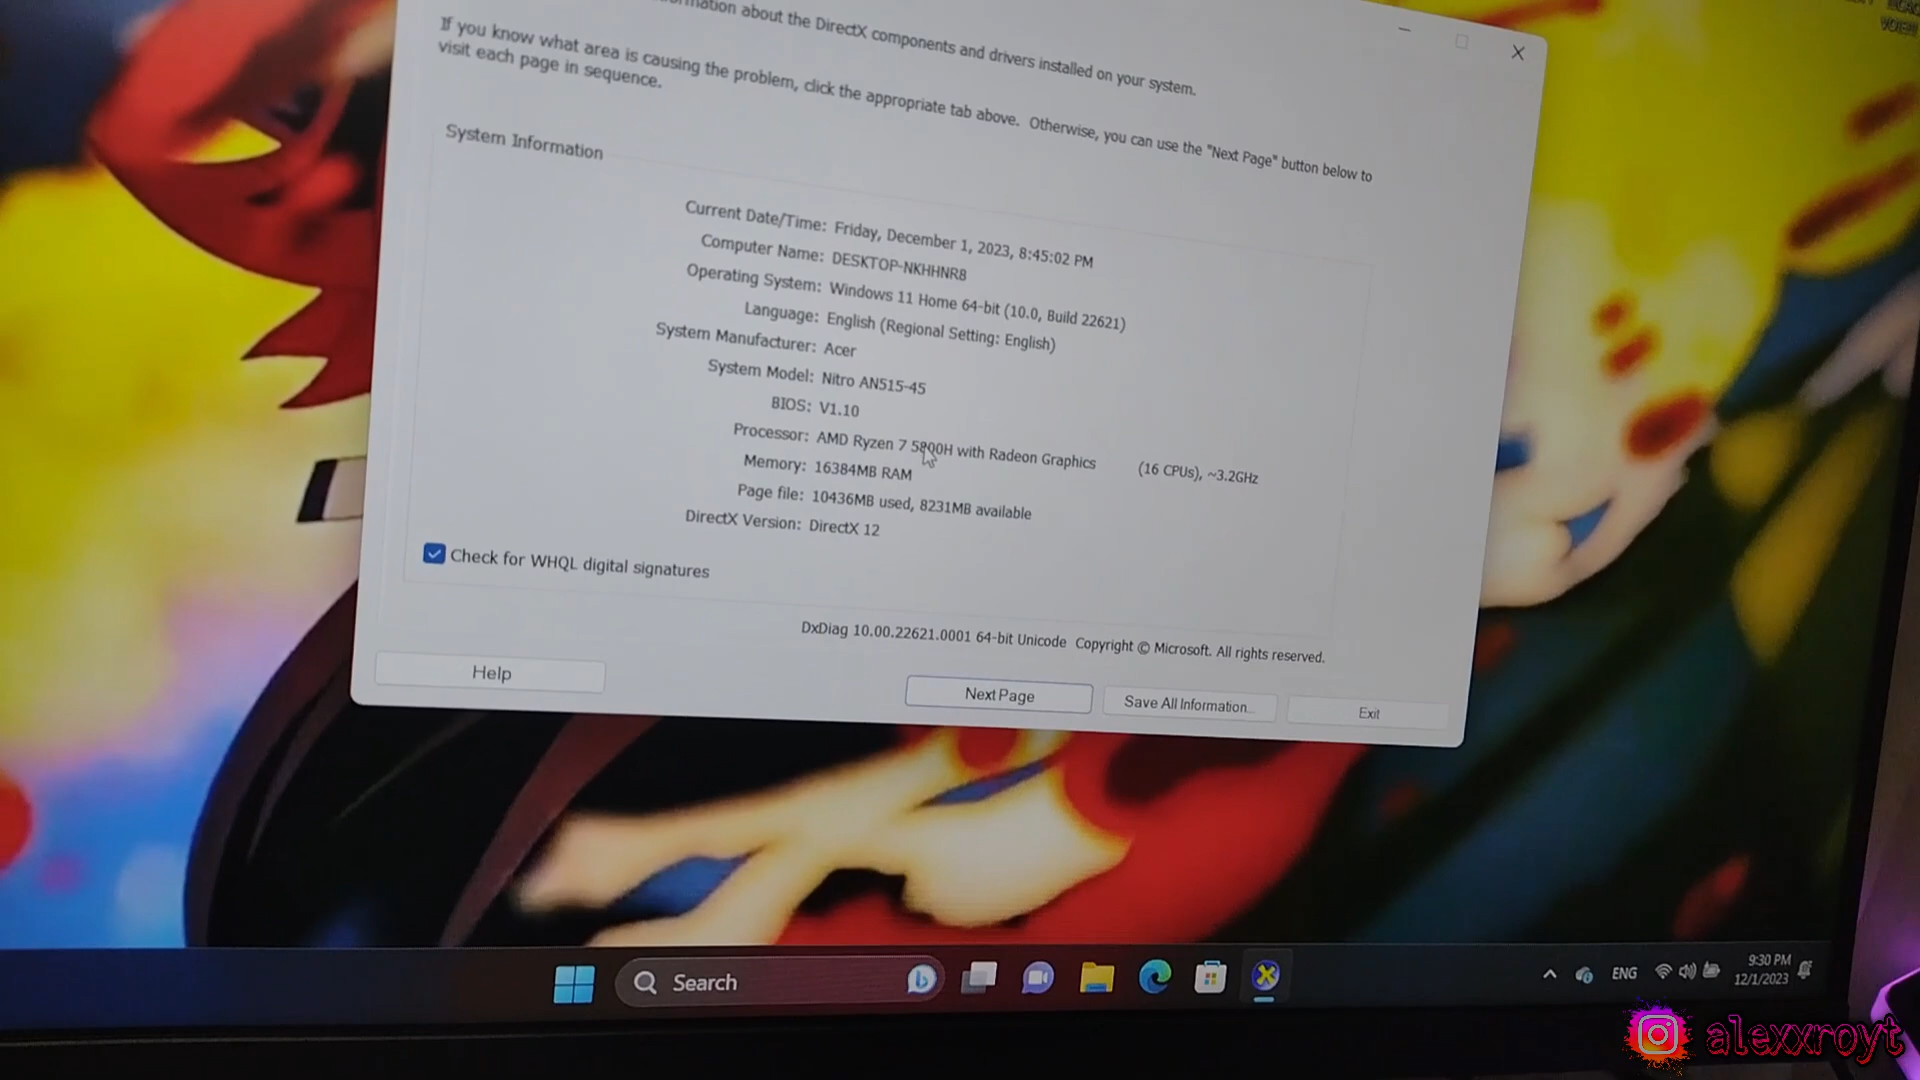 about the DirectX components and drivers installed on your system.
If you know what area is causing the problem, click the appropriate tab above. Otherwise, you can use the "Next Page" button below to
visit each page in sequence.
System Information
Current Date/Time: Friday, December 1, 2023, 8:45:02 PM
Computer Name: DESKTOP-NKHHNR8
Operating System: Windows 11 Home 64-bit (10.0, Build 22621)
Language: English (Regional Setting: English)
System Manufacturer: Acer
System Model: Nitro AN515-45
BIOS: V1.10
Processor: AMD Ryzen 7 5800H with Radeon Graphics (16 CPUs), ~3.2GHz
Memory: 16384MB RAM
Page file: 10436MB used, 8231MB available
DirectX Version: DirectX 12
Check for WHQL digital signatures
DxDiag 10.00.22621.0001 64-bit Unicode Copyright © Microsoft. All rights reserved.
Help
Next Page
Save All Information...
Exit
Search
ENG
9:30 PM
12/1/2023
alexxroyt